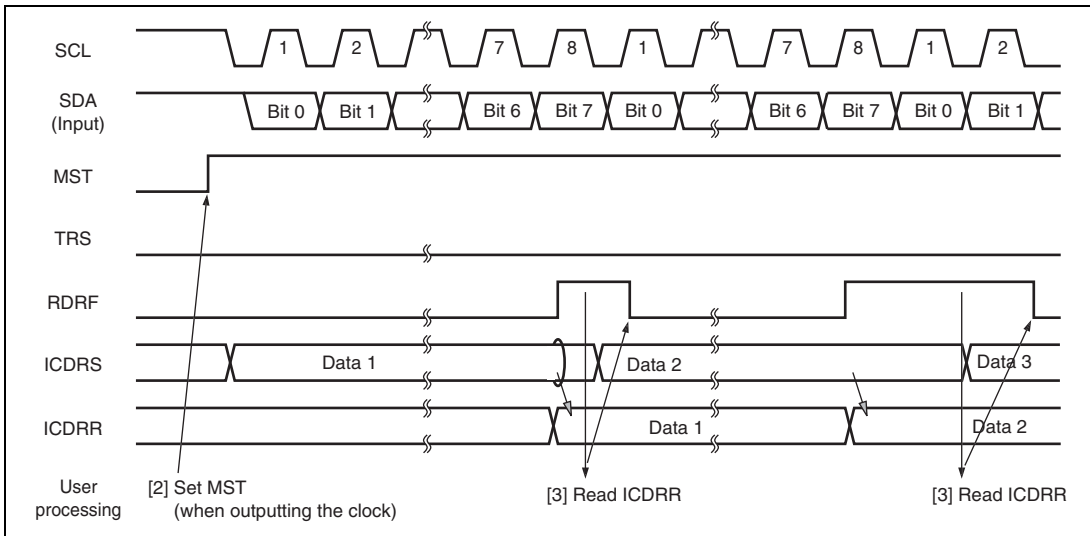 SCL 1 2 7 8 1 7 8 1 2
SDA
(Input)
Bit 0 Bit 1 Bit 6 Bit 7 Bit 0 Bit 6 Bit 7 Bit 0 Bit 1
MST
TRS
RDRF
ICDRS Data 1 Data 2 Data 3
ICDRR Data 1 Data 2
User
processing
[2] Set MST
(when outputting the clock)
[3] Read ICDRR
[3] Read ICDRR